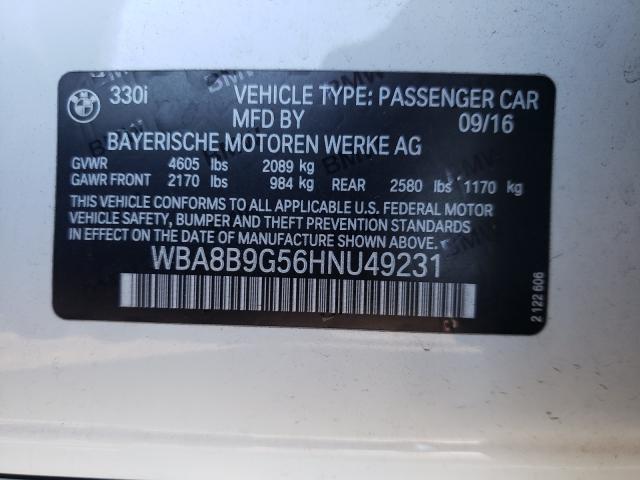 330i VEHICLE TYPE: PASSENGER CAR
MFD BY 09/16
BAYERISCHE MOTOREN WERKE AG
GVWR 4605 lbs 2089 kg
GAWR FRONT 2170 lbs 984 kg REAR 2580 lbs 1170 kg
THIS VEHICLE CONFORMS TO ALL APPLICABLE U.S. FEDERAL MOTOR
VEHICLE SAFETY, BUMPER AND THEFT PREVENTION STANDARDS
IN EFFECT ON THE DATE OF MANUFACTURE SHOWN ABOVE.
WBA8B9G56HNU49231
2 122 606